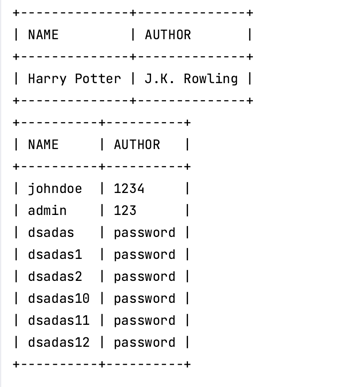 +--------------+--------------+
| NAME         | AUTHOR       |
+--------------+--------------+
| Harry Potter | J.K. Rowling |
+--------------+--------------+
+----------+----------+
| NAME     | AUTHOR   |
+----------+----------+
| johndoe  | 1234     |
| admin    | 123      |
| dsadas   | password |
| dsadas1  | password |
| dsadas2  | password |
| dsadas10 | password |
| dsadas11 | password |
| dsadas12 | password |
+----------+----------+